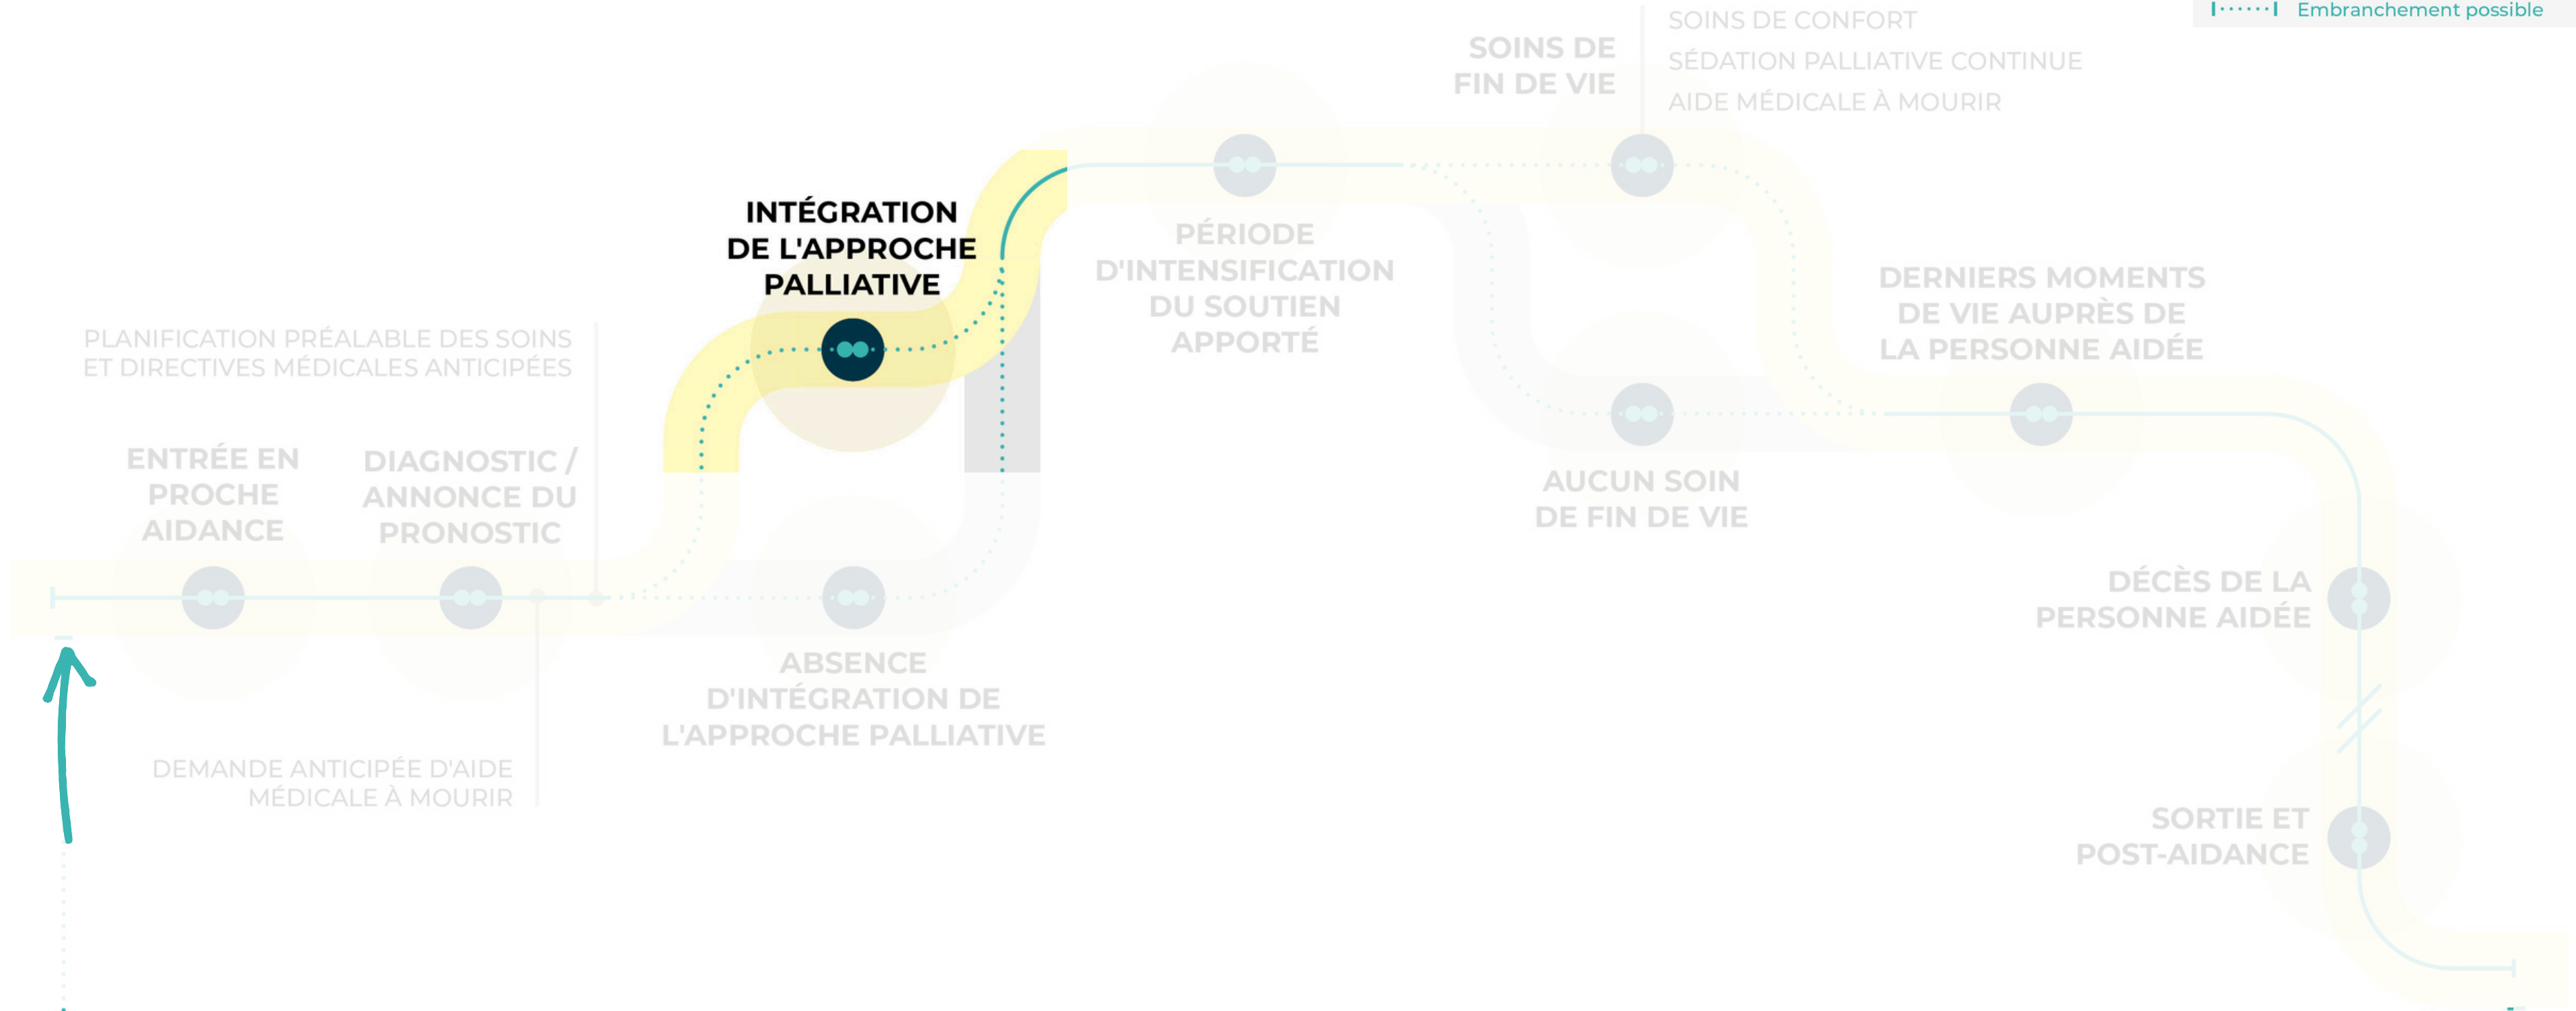 Embranchement possible
SOINS DE
FIN DE VIE
SOINS DE CONFORT
SÉDATION PALLIATIVE CONTINUE
AIDE MÉDICALE À MOURIR
INTÉGRATION
DE L'APPROCHE
PALLIATIVE
PÉRIODE
D'INTENSIFICATION
DU SOUTIEN
APPORTÉ
DERNIERS MOMENTS
DE VIE AUPRÈS DE
LA PERSONNE AIDÉE
PLANIFICATION PRÉALABLE DES SOINS
ET DIRECTIVES MÉDICALES ANTICIPÉES
ENTRÉE EN
PROCHE
AIDANCE
DIAGNOSTIC /
ANNONCE DU
PRONOSTIC
AUCUN SOIN
DE FIN DE VIE
DÉCÈS DE LA
PERSONNE AIDÉE
ABSENCE
D'INTÉGRATION DE
L'APPROCHE PALLIATIVE
DEMANDE ANTICIPÉE D'AIDE
MÉDICALE À MOURIR
SORTIE ET
POST-AIDANCE